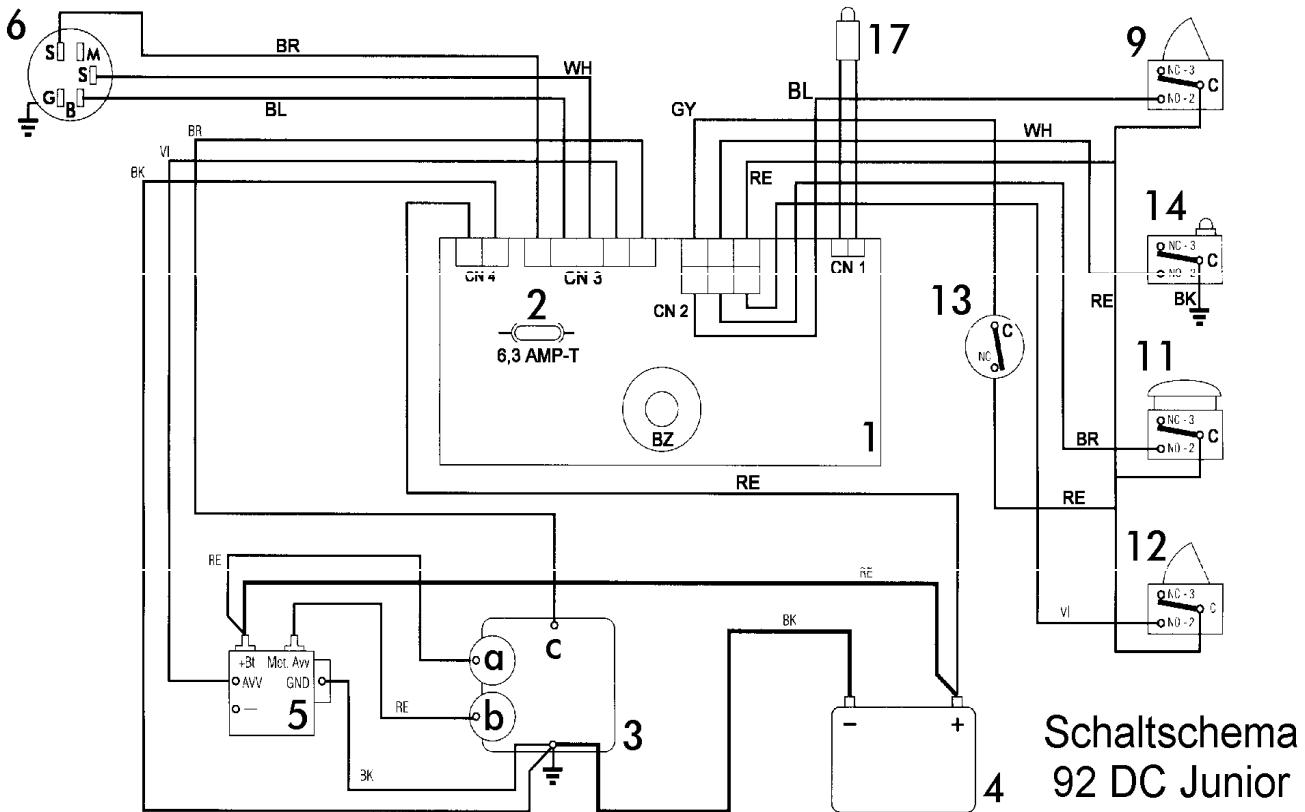 6
S
M
S
G
B
BR
WH
BL
BR
VI
BK
17
BL
GY
WH
RE
9
NC - 3
C
NO - 2
14
NC - 3
C
NO - 2
BK
RE
CN 4
CN 3
CN 2
CN 1
2
6,3 AMP-T
BZ
1
13
C
NC
11
NC - 3
C
NO - 2
BR
RE
RE
12
NC - 3
C
NO - 2
VI
RE
RE
+Bt
Mot. Avv
AVV
GND
—
5
RE
a
b
c
3
BK
BK
-
+
4
Schaltschema
92 DC Junior